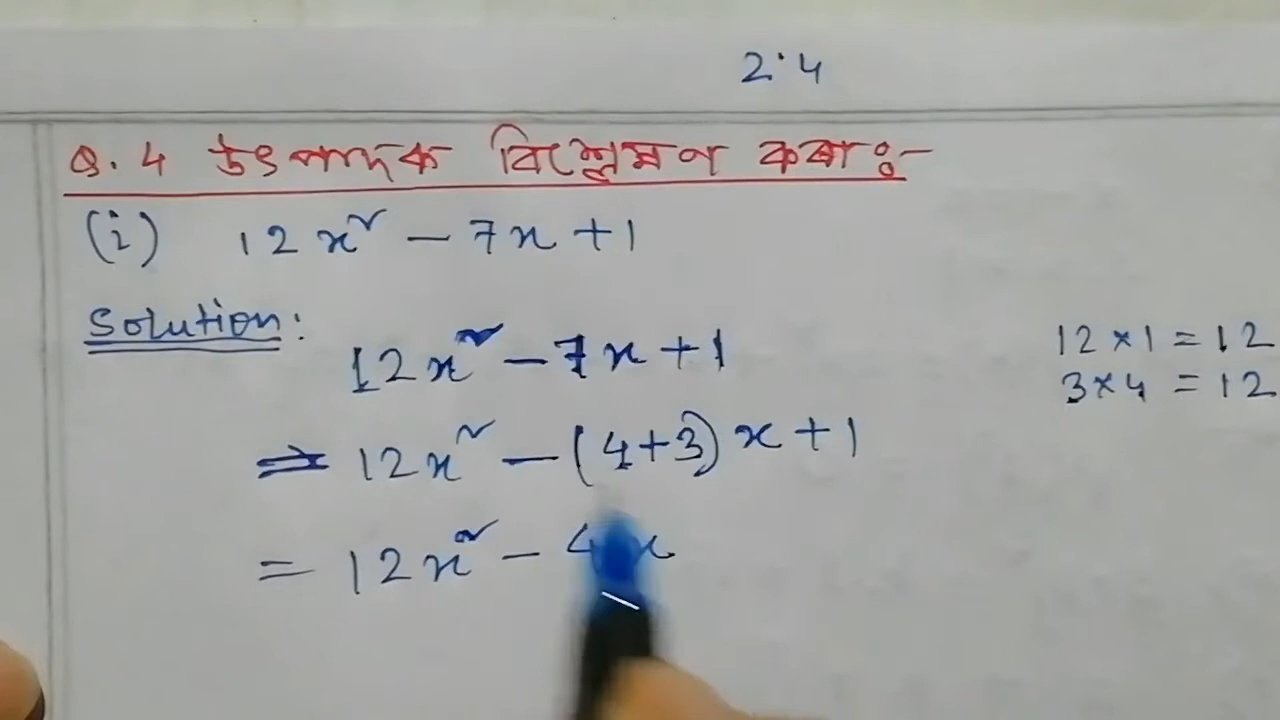 2.4
Q. 4 উৎপাদক বিশ্লেষণ কৰাঃ-
(i) 12x² - 7x + 1
Solution:
12x² - 7x + 1
⇒ 12x² - (4+3)x + 1
= 12x² - 4x
12 × 1 = 12
3 × 4 = 12